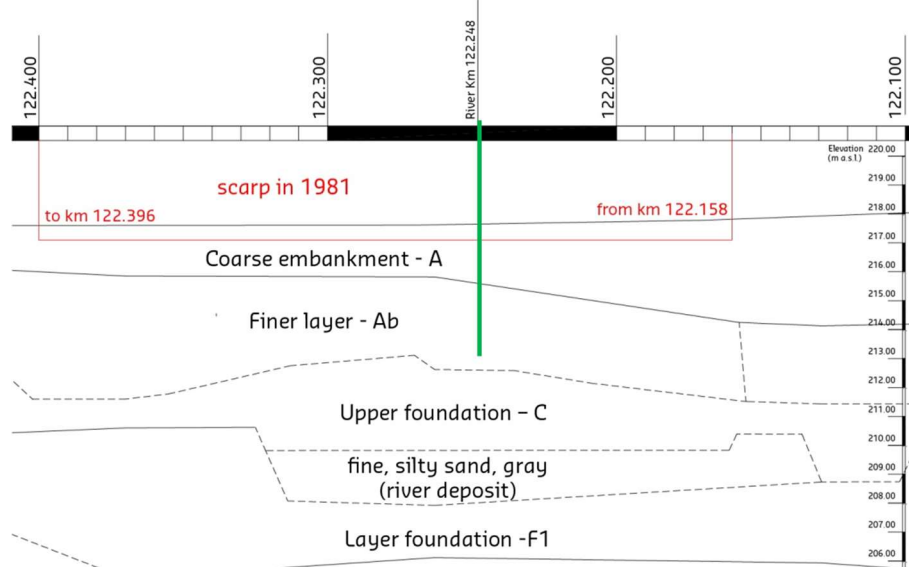 122.400
122.300
River Km 122.248
122.200
122.100
Elevation 220.00
(m a.s.l.)
219.00
scarp in 1981
218.00
to km 122.396
from km 122.158
217.00
Coarse embankment - A
216.00
215.00
Finer layer - Ab
214.00
213.00
212.00
Upper foundation – C
211.00
210.00
fine, silty sand, gray
209.00
(river deposit)
208.00
Layer foundation -F1
207.00
206.00